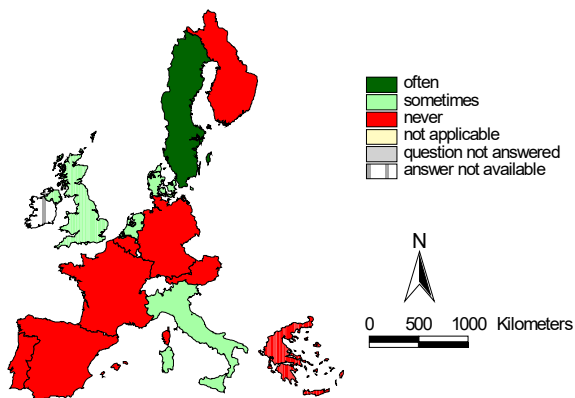 often
sometimes
never
not applicable
question not answered
answer not available
N
0 500 1000 Kilometers